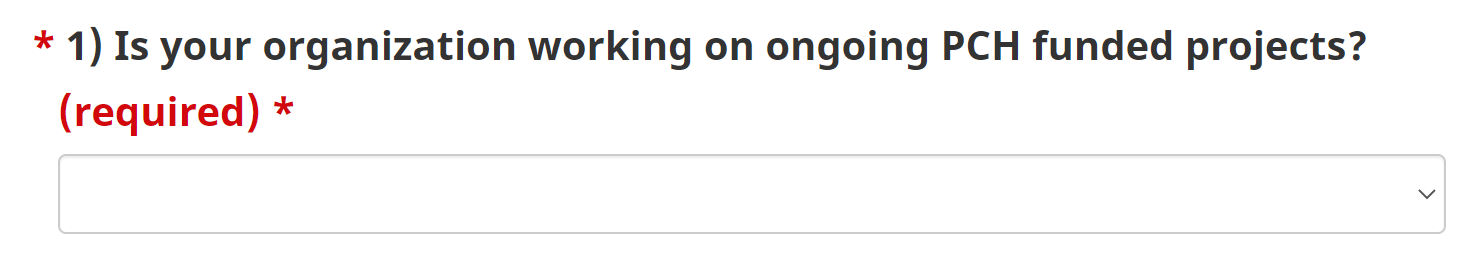 * 1) Is your organization working on ongoing PCH funded projects?
(required) *